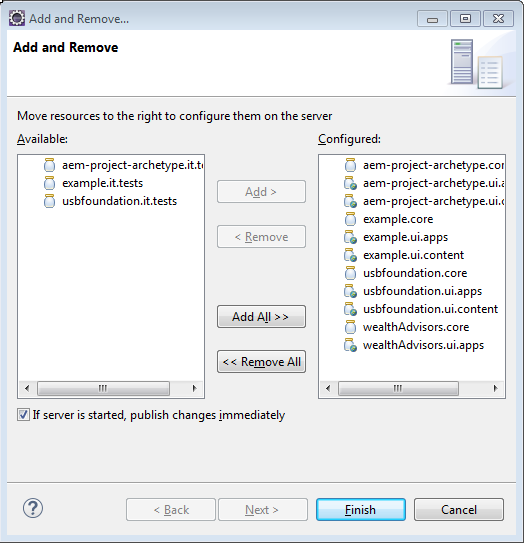 Add and Remove...
Add and Remove
Move resources to the right to configure them on the server
Available:
Configured:
aem-project-archetype.it.t
example.it.tests
usbfoundation.it.tests
Add >
< Remove
Add All >>
<< Remove All
aem-project-archetype.cor
aem-project-archetype.ui.a
aem-project-archetype.ui.c
example.core
example.ui.apps
example.ui.content
usbfoundation.core
usbfoundation.ui.apps
usbfoundation.ui.content
wealthAdvisors.core
wealthAdvisors.ui.apps
If server is started, publish changes immediately
?
< Back
Next >
Finish
Cancel